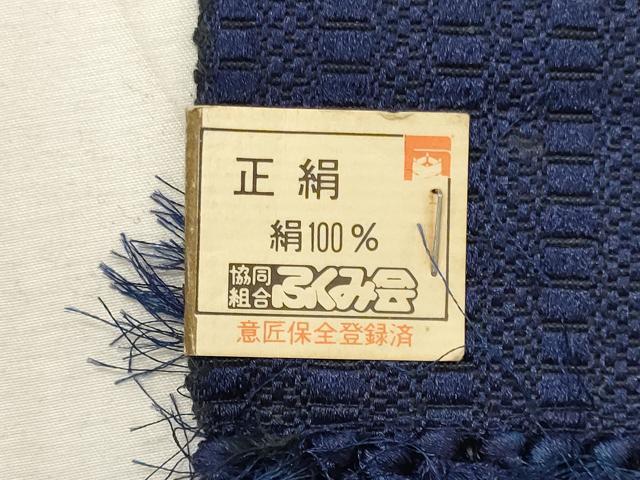 正絹
絹100%
協同組合 ふくみ会
意匠保全登録済